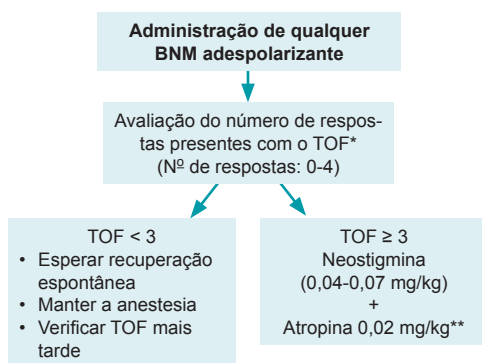 Administração de qualquer
BNM adespolarizante
Avaliação do número de respos-
tas presentes com o TOF*
(Nº de respostas: 0-4)
TOF < 3
• Esperar recuperação
espontânea
• Manter a anestesia
• Verificar TOF mais
tarde
TOF ≥ 3
Neostigmina
(0,04-0,07 mg/kg)
+
Atropina 0,02 mg/kg**